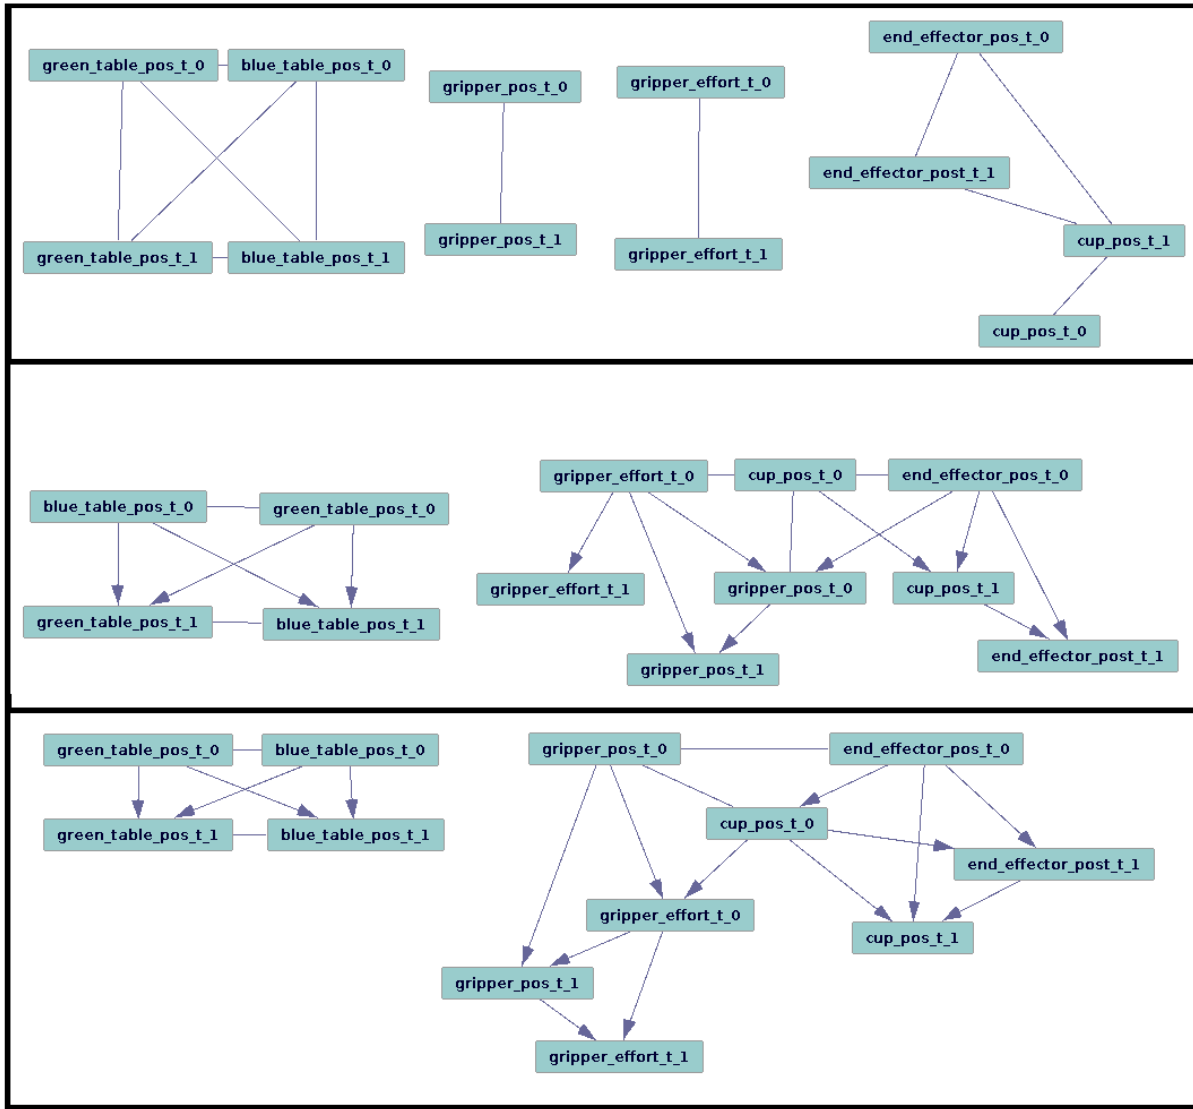 end_effector_pos_t_0
green_table_pos_t_0 blue_table_pos_t_0
gripper_pos_t_0 gripper_effort_t_0
end_effector_post_t_1
gripper_pos_t_1 cup_pos_t_1
green_table_pos_t_1 blue_table_pos_t_1 gripper_effort_t_1
cup_pos_t_0
gripper_effort_t_0 cup_pos_t_0 end_effector_pos_t_0
blue_table_pos_t_0 green_table_pos_t_0
gripper_effort_t_1 gripper_pos_t_0 cup_pos_t_1
green_table_pos_t_1 blue_table_pos_t_1
gripper_pos_t_1 end_effector_post_t_1
green_table_pos_t_0 blue_table_pos_t_0 gripper_pos_t_0 end_effector_pos_t_0
cup_pos_t_0
green_table_pos_t_1 blue_table_pos_t_1
end_effector_post_t_1
gripper_effort_t_0
cup_pos_t_1
gripper_pos_t_1
gripper_effort_t_1